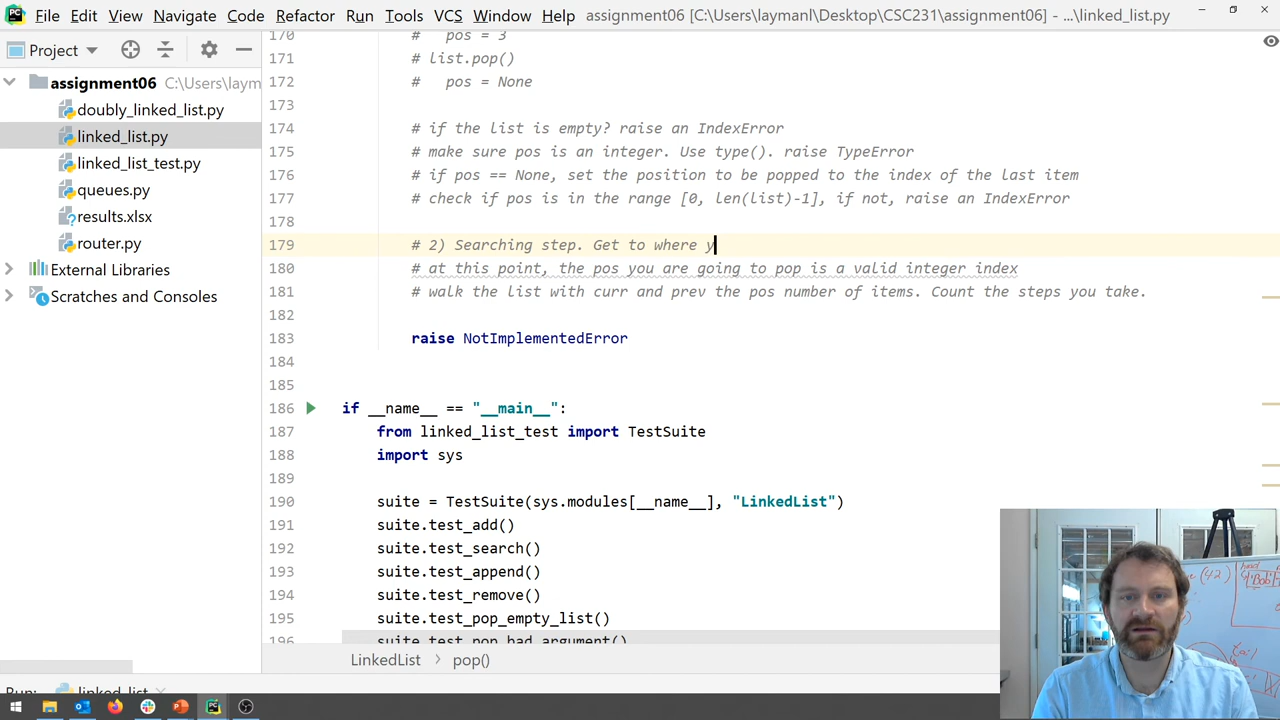 File Edit View Navigate Code Refactor Run Tools VCS Window Help assignment06 [C:\Users\laymanl\Desktop\CSC231\assignment06] - ...\linked_list.py
Project
assignment06 C:\Users\laym
doubly_linked_list.py
linked_list.py
linked_list_test.py
queues.py
results.xlsx
router.py
External Libraries
Scratches and Consoles
170 # pos = 3
171 # list.pop()
172 # pos = None
173
174 # if the list is empty? raise an IndexError
175 # make sure pos is an integer. Use type(). raise TypeError
176 # if pos == None, set the position to be popped to the index of the last item
177 # check if pos is in the range [0, len(list)-1], if not, raise an IndexError
178
179 # 2) Searching step. Get to where y
180 # at this point, the pos you are going to pop is a valid integer index
181 # walk the list with curr and prev the pos number of items. Count the steps you take.
182
183 raise NotImplementedError
184
185
186 if __name__ == "__main__":
187 from linked_list_test import TestSuite
188 import sys
189
190 suite = TestSuite(sys.modules[__name__], "LinkedList")
191 suite.test_add()
192 suite.test_search()
193 suite.test_append()
194 suite.test_remove()
195 suite.test_pop_empty_list()
196 suite.test_pop_bad_argument()
LinkedList > pop()
Run: linked_list